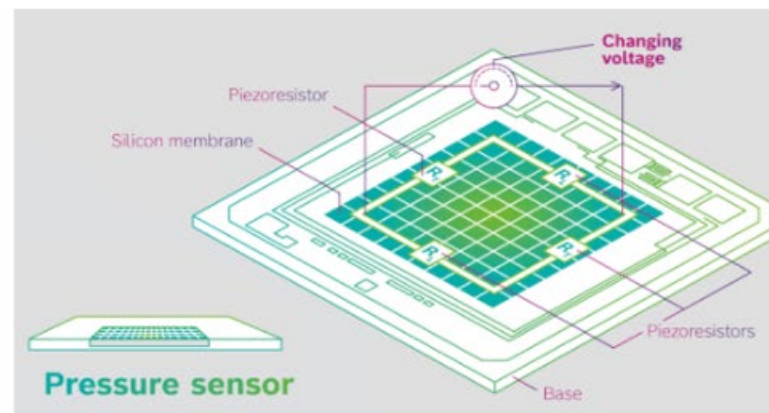 Changing
voltage
Piezoresistor
Silicon membrane
Piezoresistors
Base
Pressure sensor